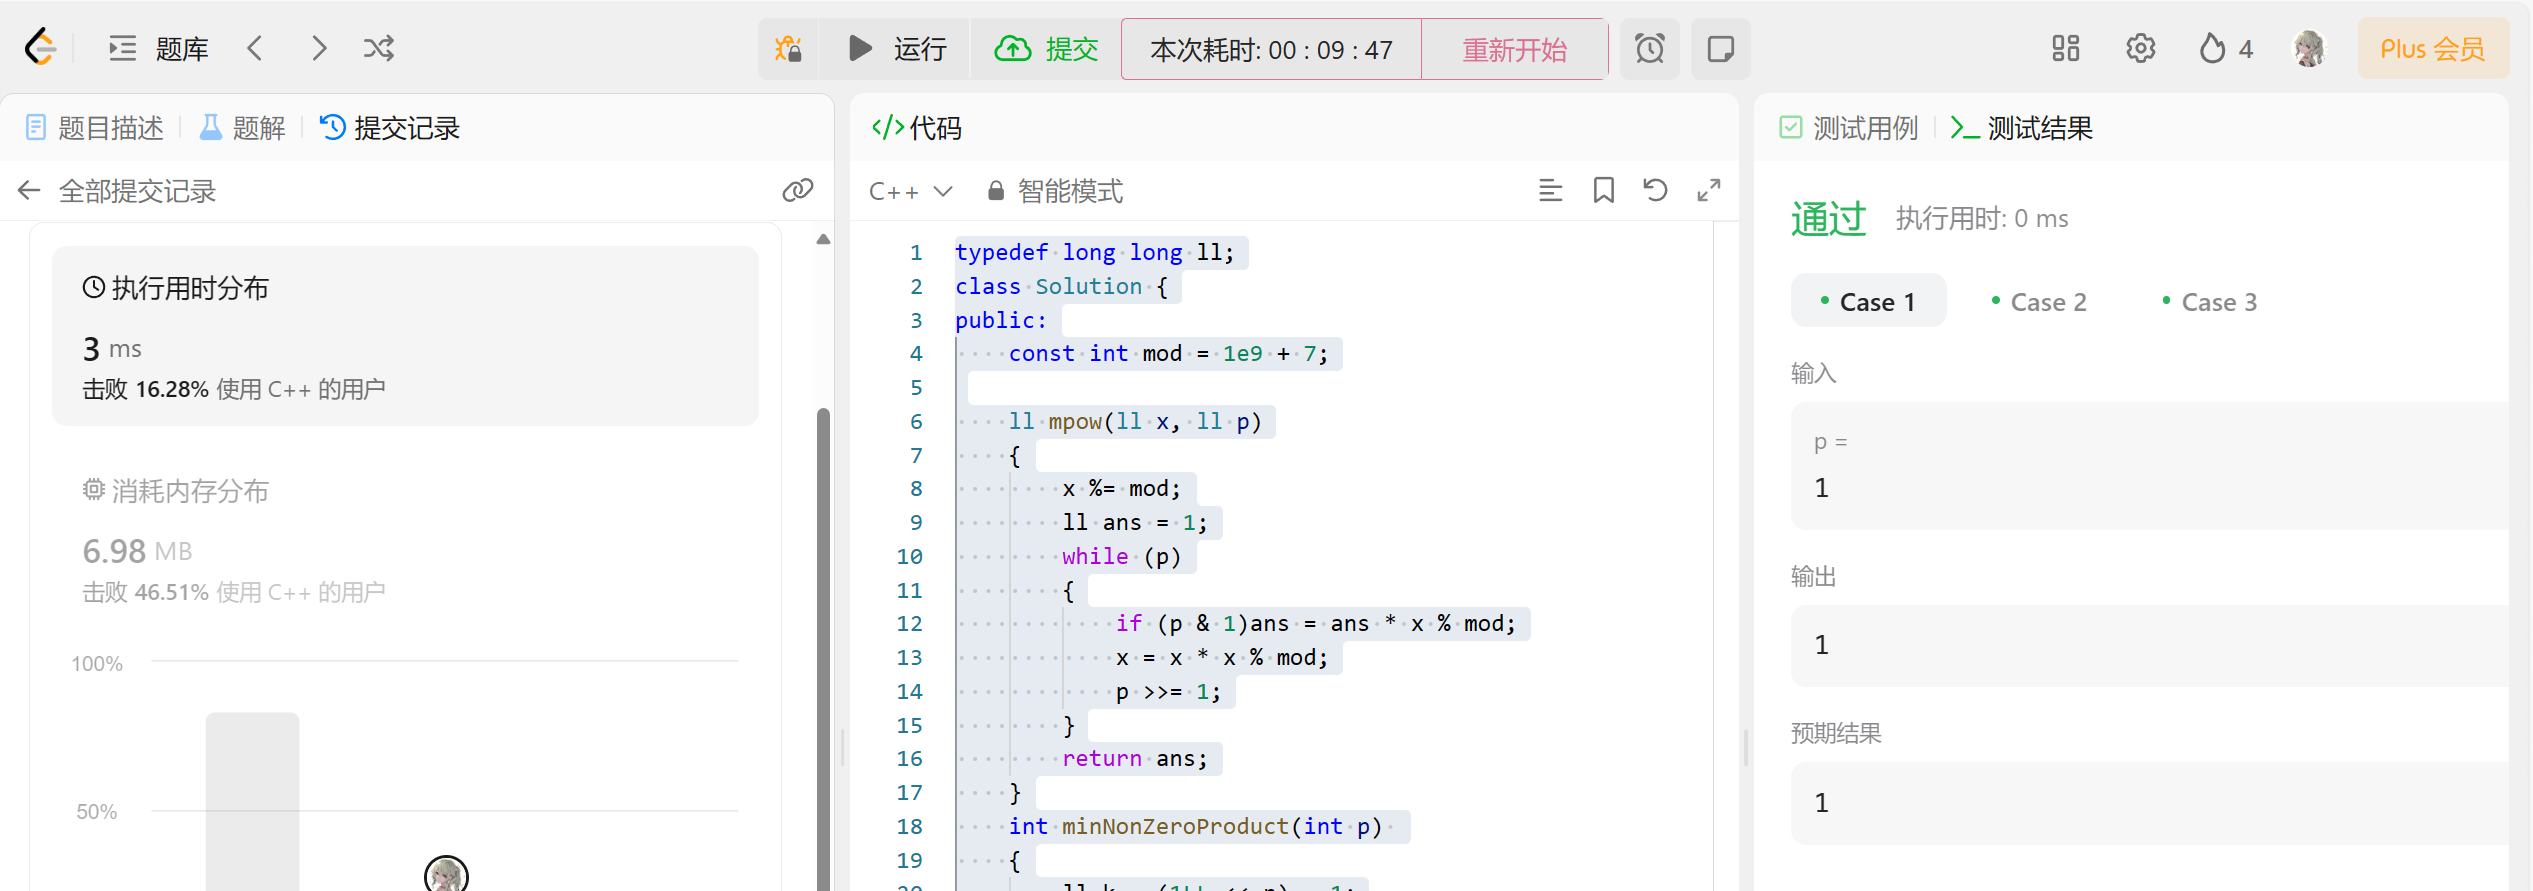 题库
运行
提交
本次耗时: 00 : 09 : 47
重新开始
4
Plus 会员
题目描述
题解
提交记录
全部提交记录
执行用时分布
3 ms
击败 16.28% 使用 C++ 的用户
消耗内存分布
6.98 MB
击败 46.51% 使用 C++ 的用户
100%
50%
</>代码
C++
智能模式
1 typedef long long ll;
2 class Solution {
3 public:
4 const int mod = 1e9 + 7;
5
6 ll mpow(ll x, ll p)
7 {
8 x %= mod;
9 ll ans = 1;
10 while (p)
11 {
12 if (p & 1)ans = ans * x % mod;
13 x = x * x % mod;
14 p >>= 1;
15 }
16 return ans;
17 }
18 int minNonZeroProduct(int p)
19 {
测试用例
测试结果
通过
执行用时: 0 ms
Case 1
Case 2
Case 3
输入
p =
1
输出
1
预期结果
1